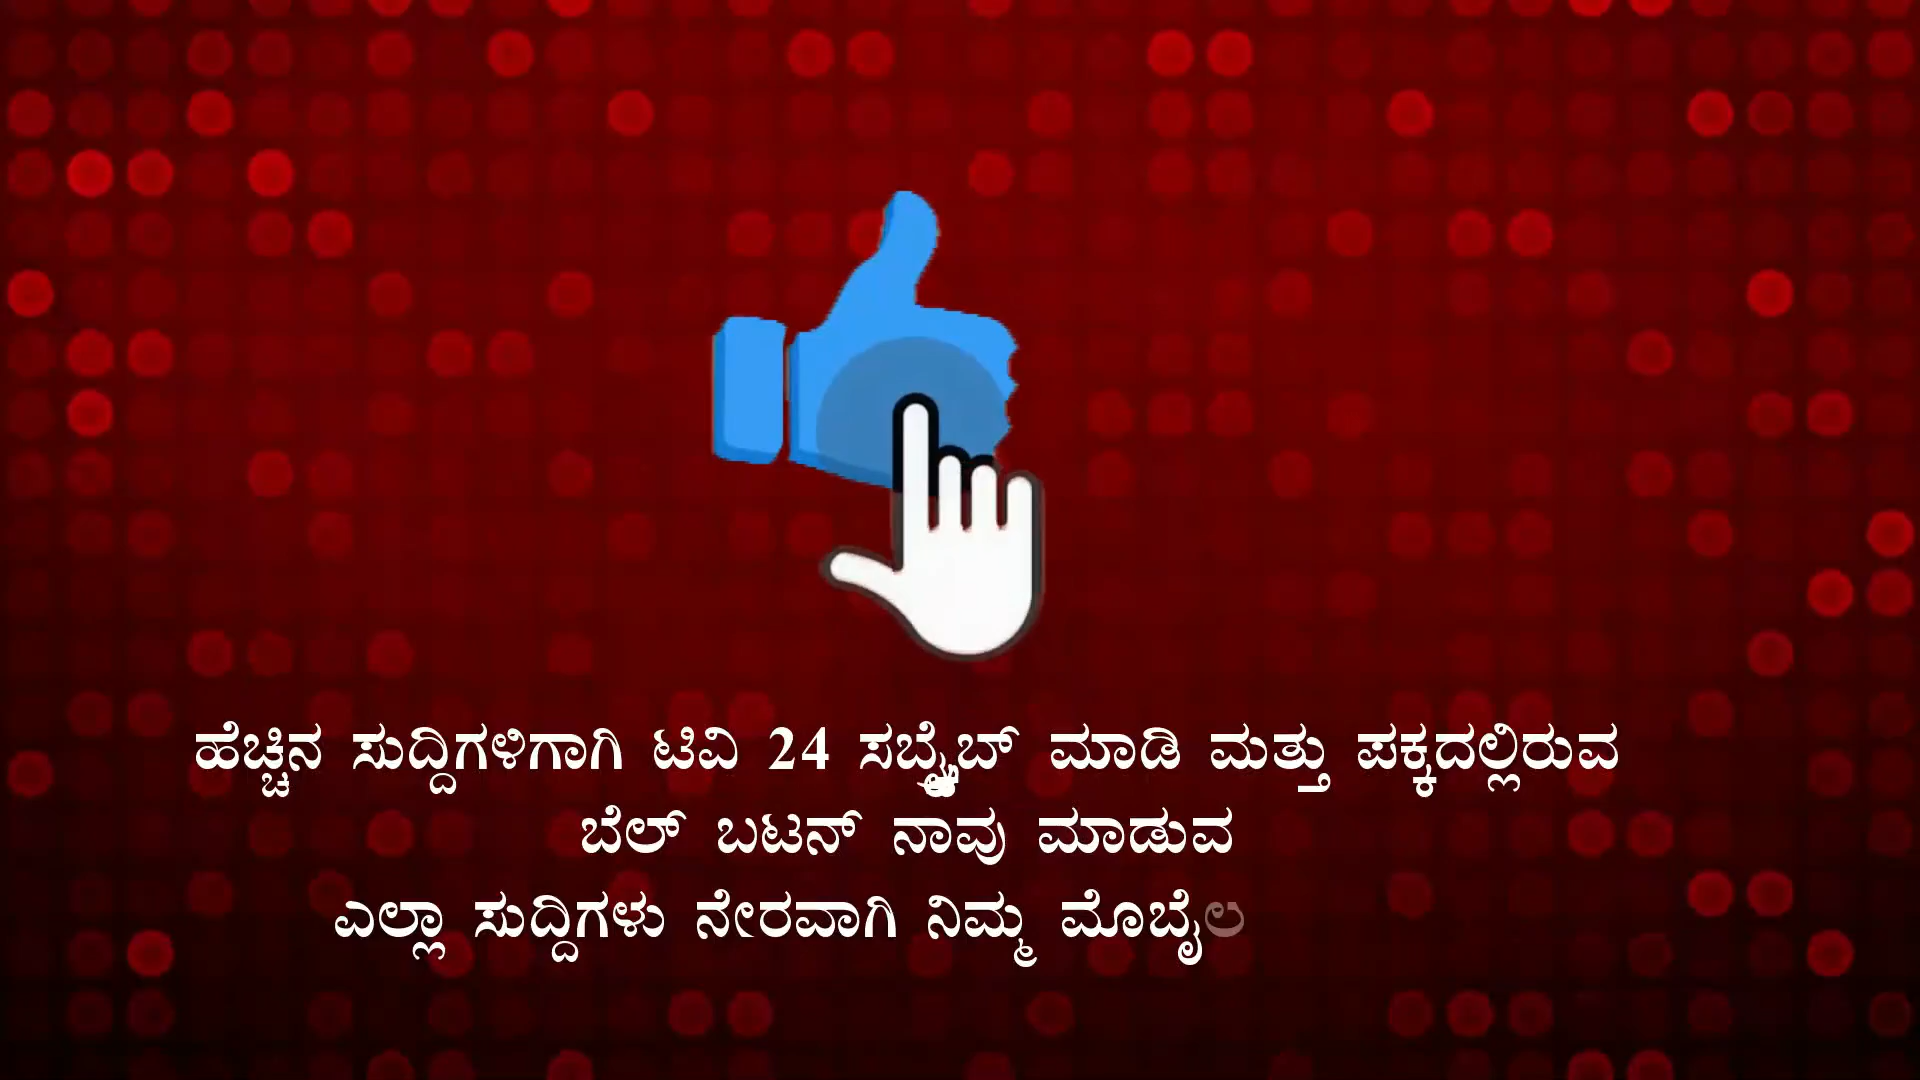 ಹೆಚ್ಚಿನ ಸುದ್ದಿಗಳಿಗಾಗಿ ಟಿವಿ 24 ಸಬ್ಸ್ಕ್ರೈಬ್ ಮಾಡಿ ಮತ್ತು ಪಕ್ಕದಲ್ಲಿರುವ
ಬೆಲ್ ಬಟನ್ ನಾವು ಮಾಡುವ
ಎಲ್ಲಾ ಸುದ್ದಿಗಳು ನೇರವಾಗಿ ನಿಮ್ಮ ಮೊಬೈಲ